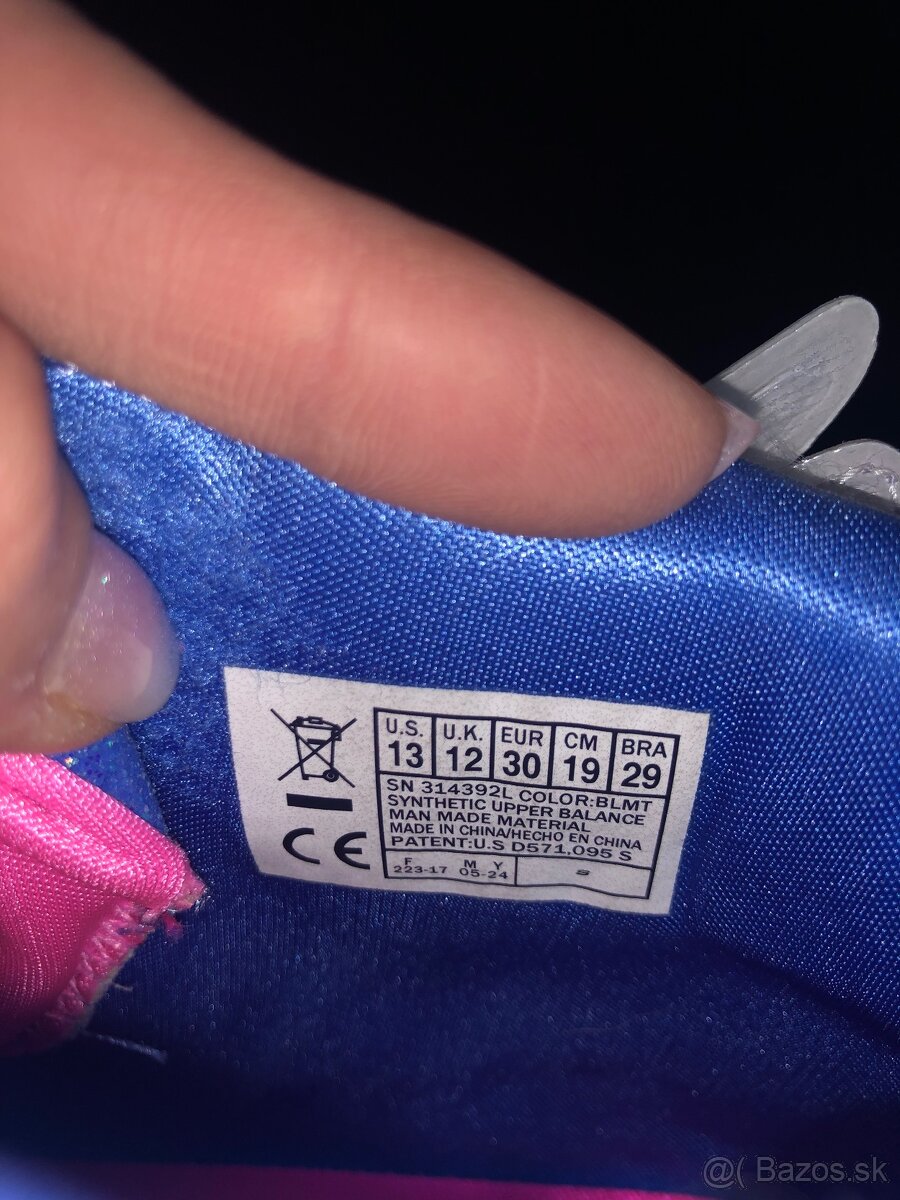 U.S. U.K. EUR CM BRA
13 12 30 19 29
SN 314392L COLOR:BLMT
SYNTHETIC UPPER BALANCE
MAN MADE MATERIAL
MADE IN CHINA/HECHO EN CHINA
PATENT:U.S D571,095 S
F M Y
223-17 05-24
CE
@( Bazos.sk